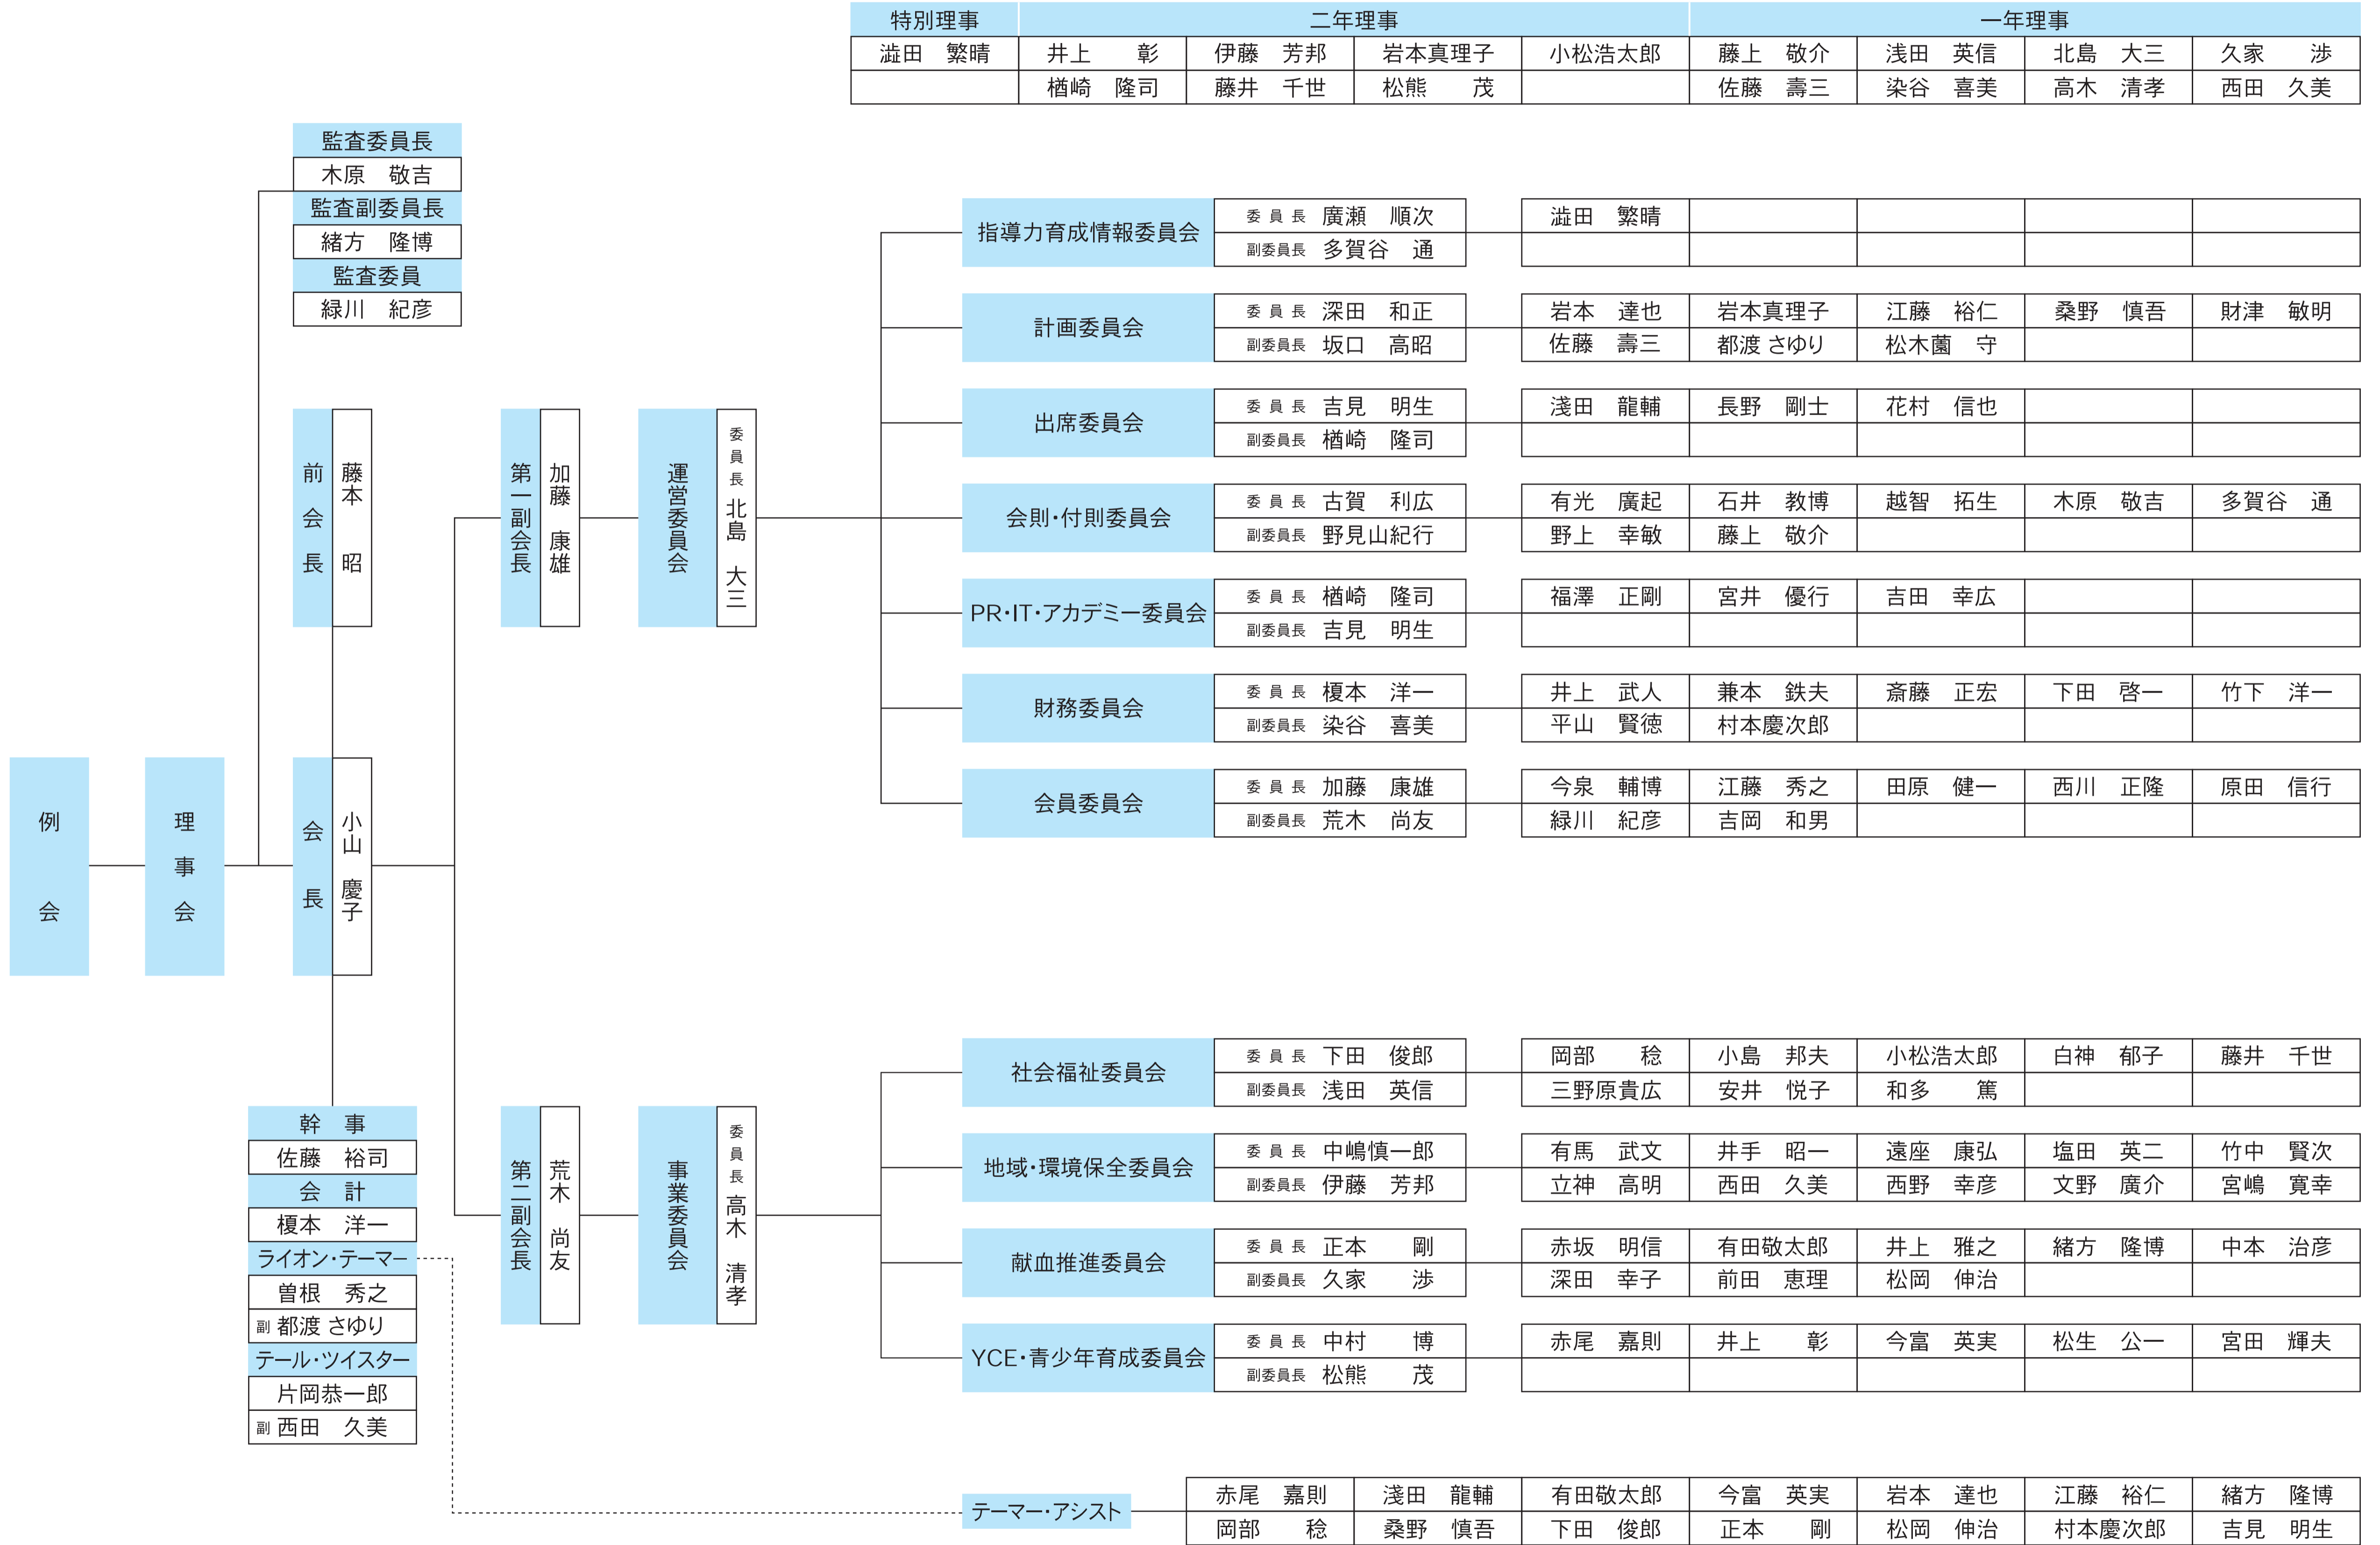 特別理事 二年理事 一年理事
澁田　繁晴 井上　　彰 伊藤　芳邦 岩本真理子 小松浩太郎 藤上　敬介 浅田　英信 北島　大三 久家　　渉
楢崎　隆司 藤井　千世 松熊　　茂 佐藤　壽三 染谷　喜美 高木　清孝 西田　久美
監査委員長
木原　敬吉
監査副委員長
緒方　隆博
監査委員
緑川　紀彦
例会
理事会
前会長
藤本　　昭
会長
小山　慶子
幹　事
佐藤　裕司
会　計
榎本　洋一
ライオン・テーマー
曽根　秀之
副 都渡 さゆり
テール・ツイスター
片岡恭一郎
副 西田　久美
第一副会長
加藤　康雄
運営委員会
委員長 北島　大三
指導力育成情報委員会
委員長 廣瀬　順次 澁田　繁晴
副委員長 多賀谷　通
計画委員会
委員長 深田　和正 岩本　達也 岩本真理子 江藤　裕仁 桑野　慎吾 財津　敏明
副委員長 坂口　高昭 佐藤　壽三 都渡 さゆり 松木薗　守
出席委員会
委員長 吉見　明生 淺田　龍輔 長野　剛士 花村　信也
副委員長 楢崎　隆司
会則・付則委員会
委員長 古賀　利広 有光　廣起 石井　教博 越智　拓生 木原　敬吉 多賀谷　通
副委員長 野見山紀行 野上　幸敏 藤上　敬介
PR・IT・アカデミー委員会
委員長 楢崎　隆司 福澤　正剛 宮井　優行 吉田　幸広
副委員長 吉見　明生
財務委員会
委員長 榎本　洋一 井上　武人 兼本　鉄夫 斎藤　正宏 下田　啓一 竹下　洋一
副委員長 染谷　喜美 平山　賢徳 村本慶次郎
会員委員会
委員長 加藤　康雄 今泉　輔博 江藤　秀之 田原　健一 西川　正隆 原田　信行
副委員長 荒木　尚友 緑川　紀彦 吉岡　和男
第二副会長
荒木　尚友
事業委員会
委員長 高木　清孝
社会福祉委員会
委員長 下田　俊郎 岡部　　稔 小島　邦夫 小松浩太郎 白神　郁子 藤井　千世
副委員長 浅田　英信 三野原貴広 安井　悦子 和多　　篤
地域・環境保全委員会
委員長 中嶋慎一郎 有馬　武文 井手　昭一 遠座　康弘 塩田　英二 竹中　賢次
副委員長 伊藤　芳邦 立神　高明 西田　久美 西野　幸彦 文野　廣介 宮嶋　寛幸
献血推進委員会
委員長 正本　　剛 赤坂　明信 有田敬太郎 井上　雅之 緒方　隆博 中本　治彦
副委員長 久家　　渉 深田　幸子 前田　恵理 松岡　伸治
YCE・青少年育成委員会
委員長 中村　　博 赤尾　嘉則 井上　　彰 今富　英実 松生　公一 宮田　輝夫
副委員長 松熊　　茂
テーマー・アシスト
赤尾　嘉則 淺田　龍輔 有田敬太郎 今富　英実 岩本　達也 江藤　裕仁 緒方　隆博
岡部　　稔 桑野　慎吾 下田　俊郎 正本　　剛 松岡　伸治 村本慶次郎 吉見　明生